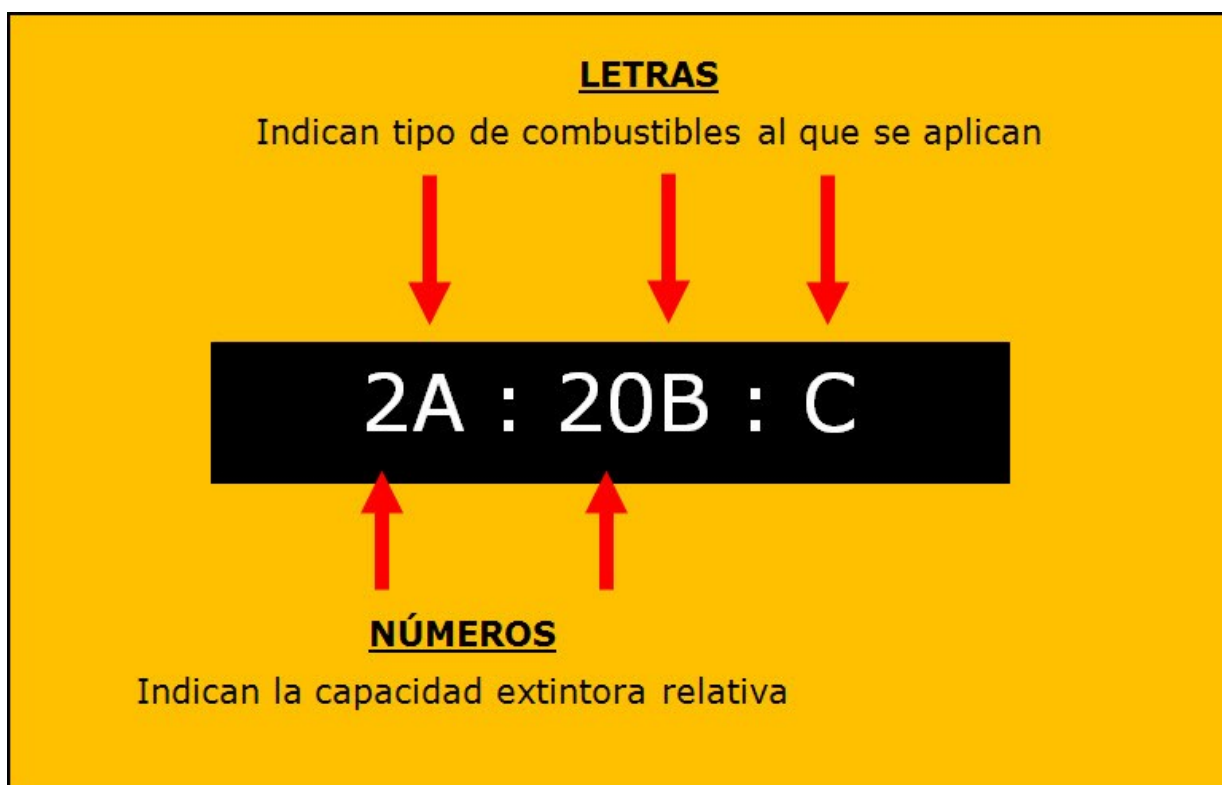 LETRAS
Indican tipo de combustibles al que se aplican
2A : 20B : C
NÚMEROS
Indican la capacidad extintora relativa